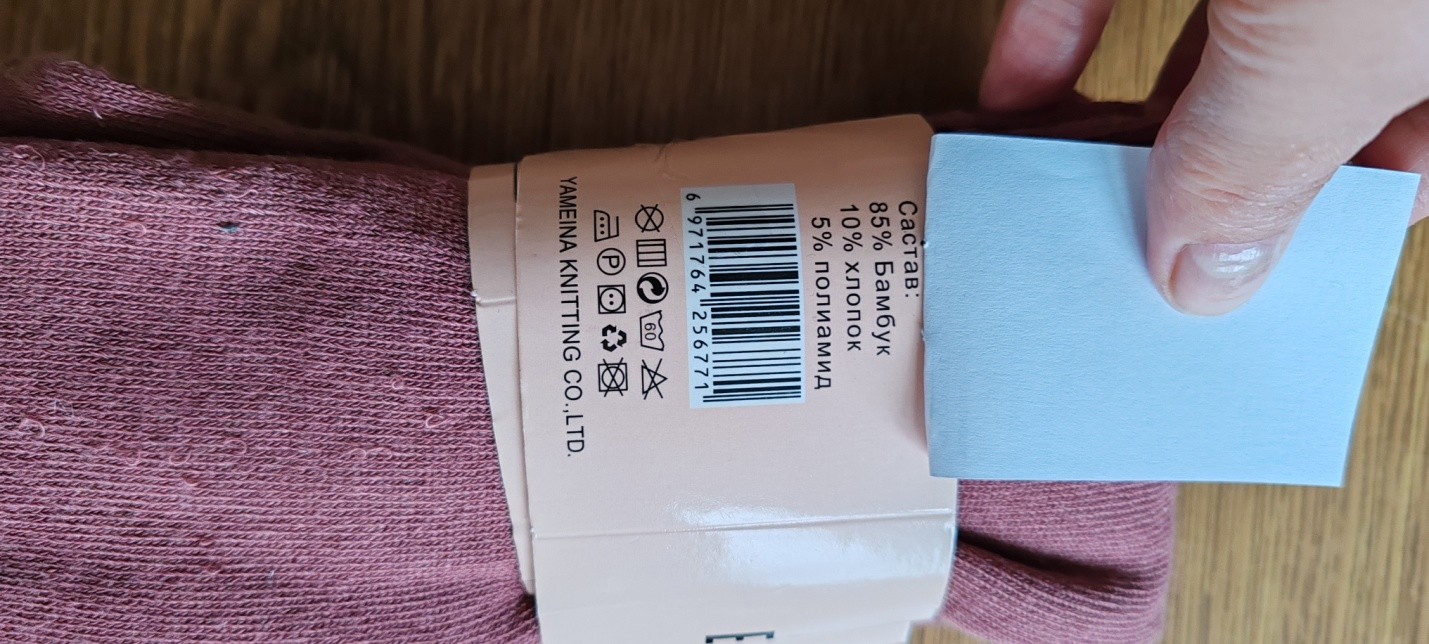 Састав:
85% Бамбук
10% хлопок
5% полиамид
6 971764 256771
60
P
YAMEINA KNITTING CO.,LTD.
E